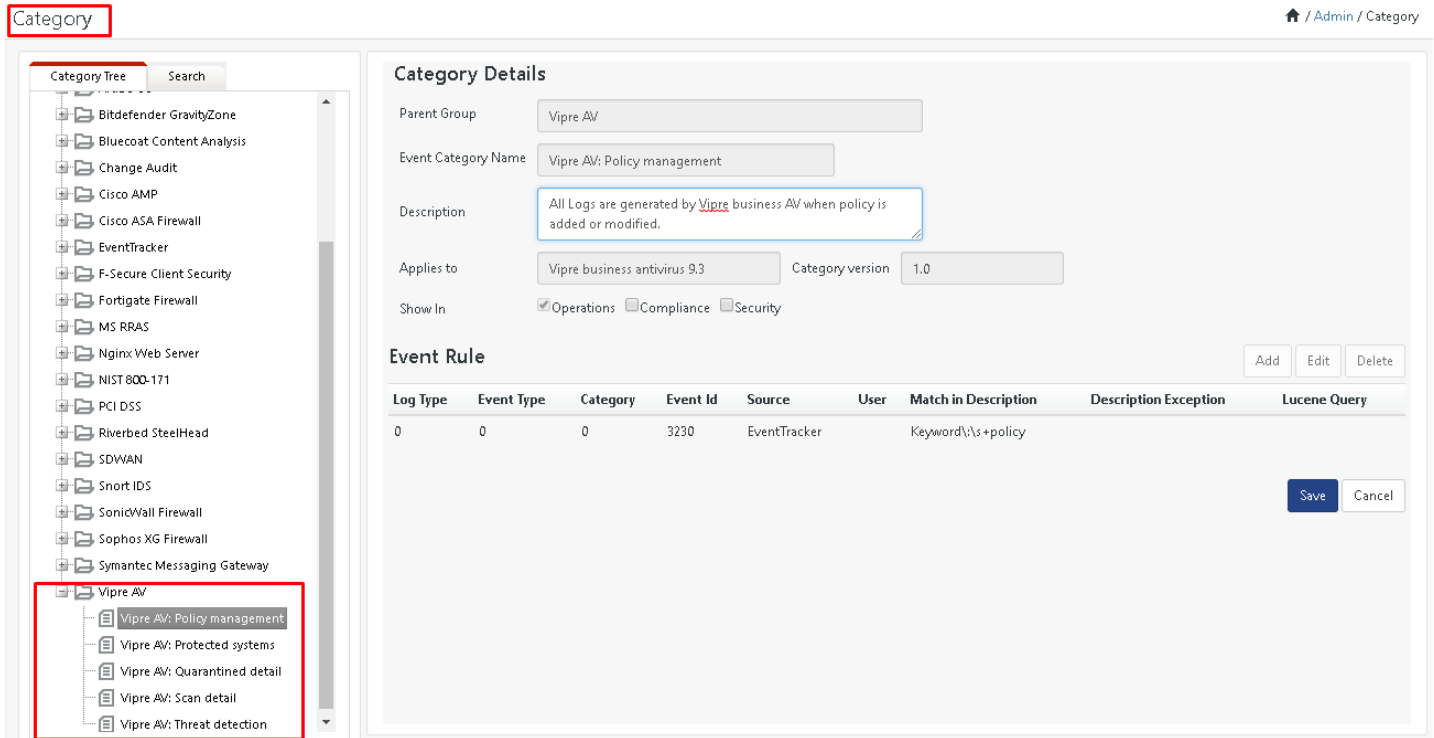 Category
/ Admin / Category
Category Tree
Search
Bitdefender GravityZone
Bluecoat Content Analysis
Change Audit
Cisco AMP
Cisco ASA Firewall
EventTracker
F-Secure Client Security
Fortigate Firewall
MS RRAS
Nginx Web Server
NIST 800-171
PCI DSS
Riverbed SteelHead
SDWAN
Snort IDS
SonicWall Firewall
Sophos XG Firewall
Symantec Messaging Gateway
Vipre AV
Vipre AV: Policy management
Vipre AV: Protected systems
Vipre AV: Quarantined detail
Vipre AV: Scan detail
Vipre AV: Threat detection
Category Details
Parent Group Vipre AV
Event Category Name Vipre AV: Policy management
Description
All Logs are generated by Vipre business AV when policy is
added or modified.
Applies to Vipre business antivirus 9.3 Category version 1.0
Show In Operations Compliance Security
Event Rule Add Edit Delete
Log Type Event Type Category Event Id Source User Match in Description Description Exception Lucene Query
0 0 0 3230 EventTracker Keyword\:\s+policy
Save Cancel